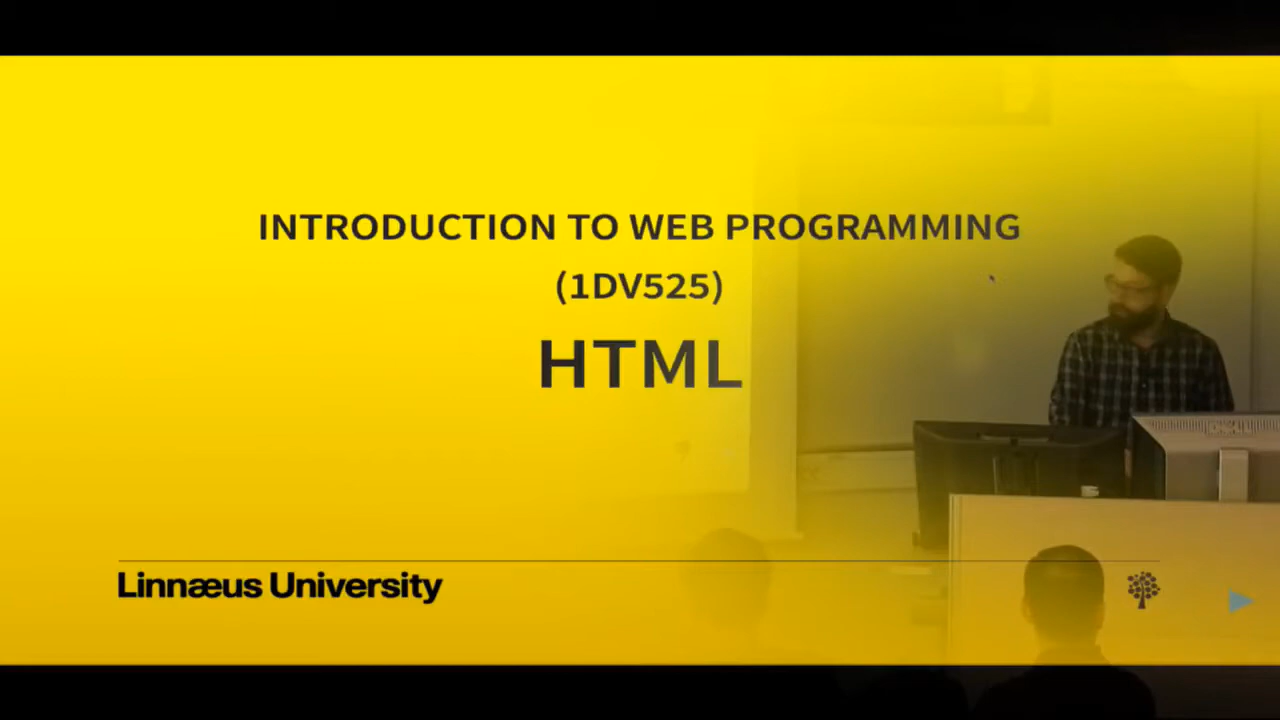 INTRODUCTION TO WEB PROGRAMMING
(1DV525)
HTML
Linnæus University